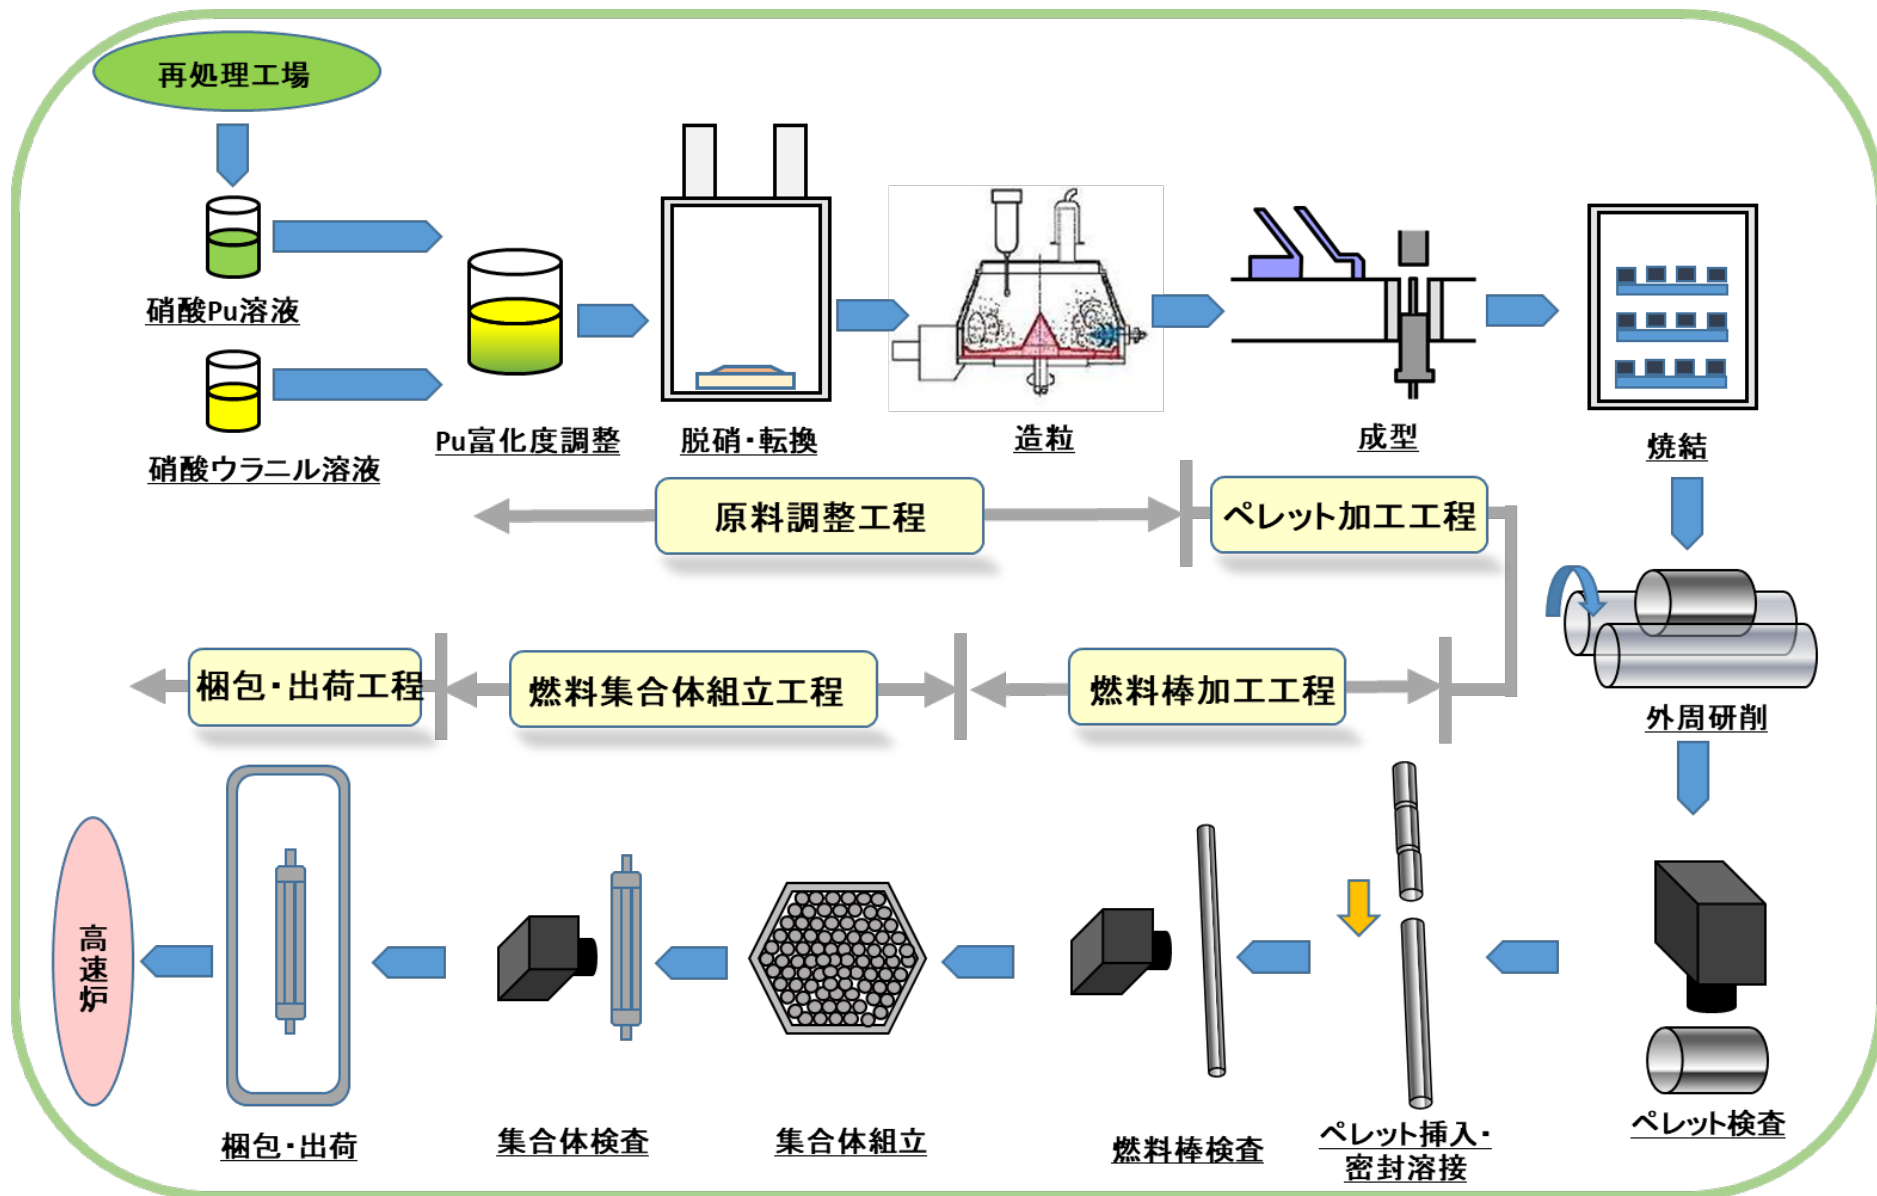 再処理工場
硝酸Pu溶液
硝酸ウラニル溶液
Pu富化度調整
脱硝・転換
造粒
成型
焼結
原料調整工程
ペレット加工工程
梱包・出荷工程
燃料集合体組立工程
燃料棒加工工程
外周研削
高速炉
梱包・出荷
集合体検査
集合体組立
燃料棒検査
ペレット挿入・
密封溶接
ペレット検査